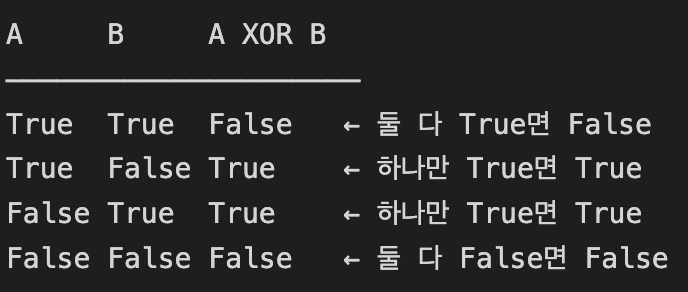 A     B     A XOR B
─────────────────────
True  True  False   ← 둘 다 True면 False
True  False True    ← 하나만 True면 True
False True  True    ← 하나만 True면 True
False False False   ← 둘 다 False면 False